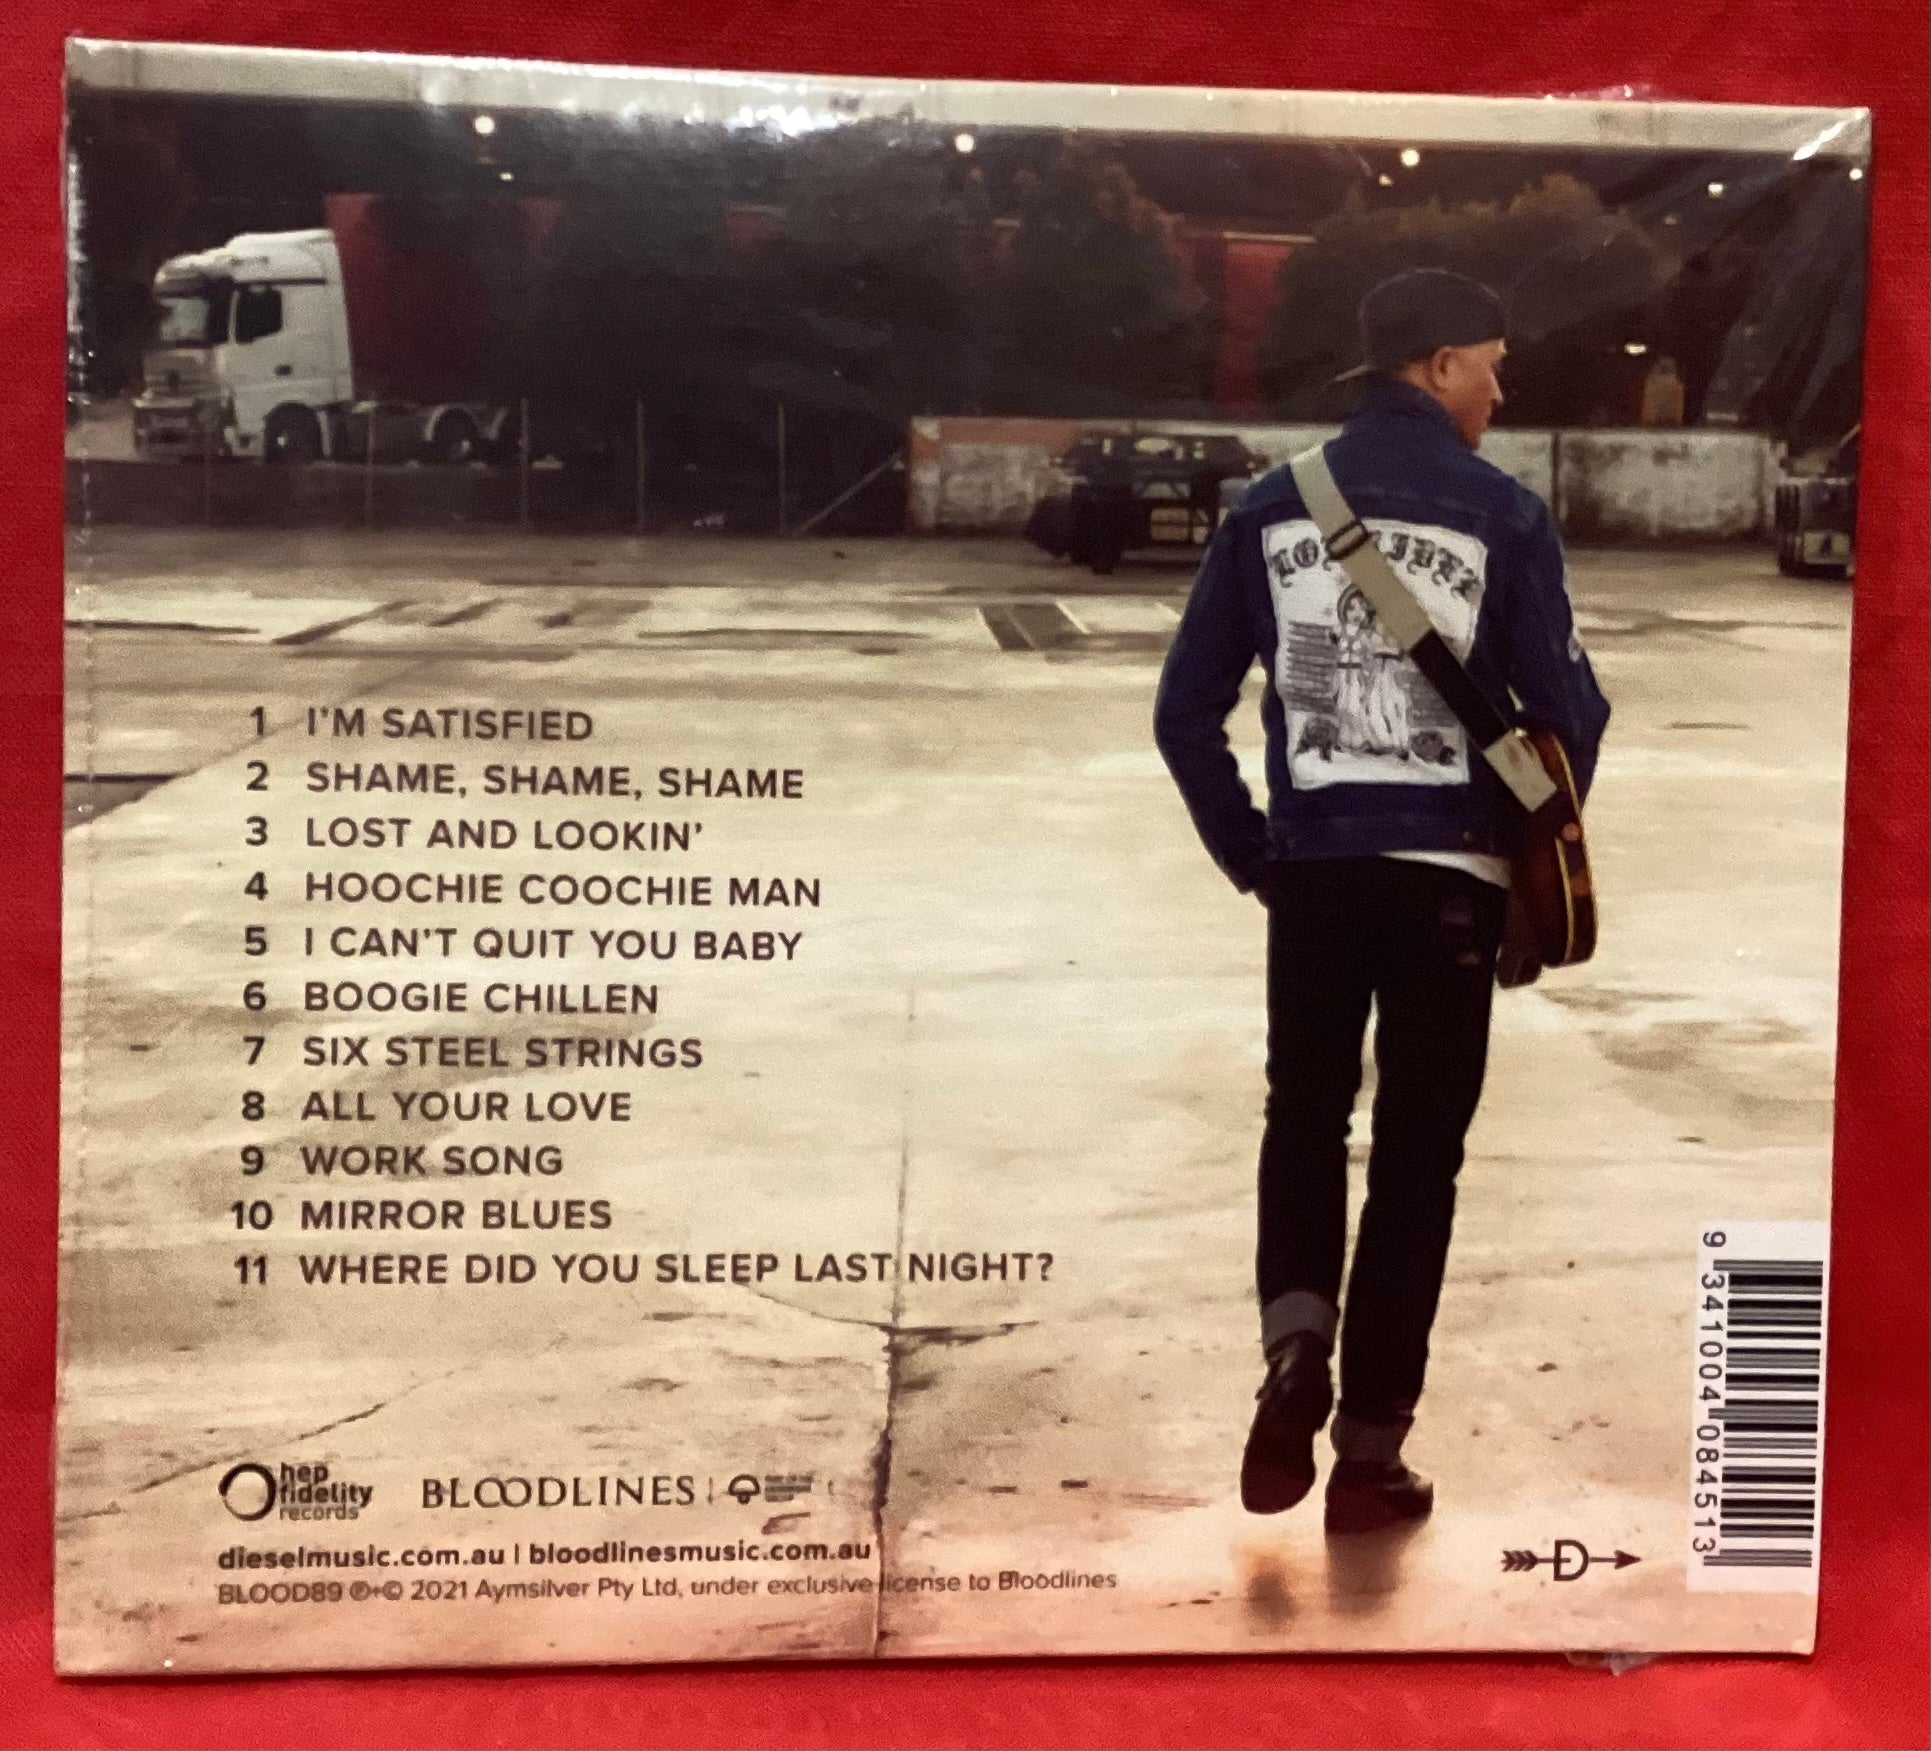 1 I'M SATISFIED
2 SHAME, SHAME, SHAME
3 LOST AND LOOKIN'
4 HOOCHIE COOCHIE MAN
5 I CAN'T QUIT YOU BABY
6 BOOGIE CHILLEN
7 SIX STEEL STRINGS
8 ALL YOUR LOVE
9 WORK SONG
10 MIRROR BLUES
11 WHERE DID YOU SLEEP LAST NIGHT?
hep
fidelity
records
BLOODLINES
dieselmusic.com.au | bloodlinesmusic.com.au
BLOOD89 ℗+© 2021 Aymsilver Pty Ltd, under exclusive license to Bloodlines
D
9 341004 084513